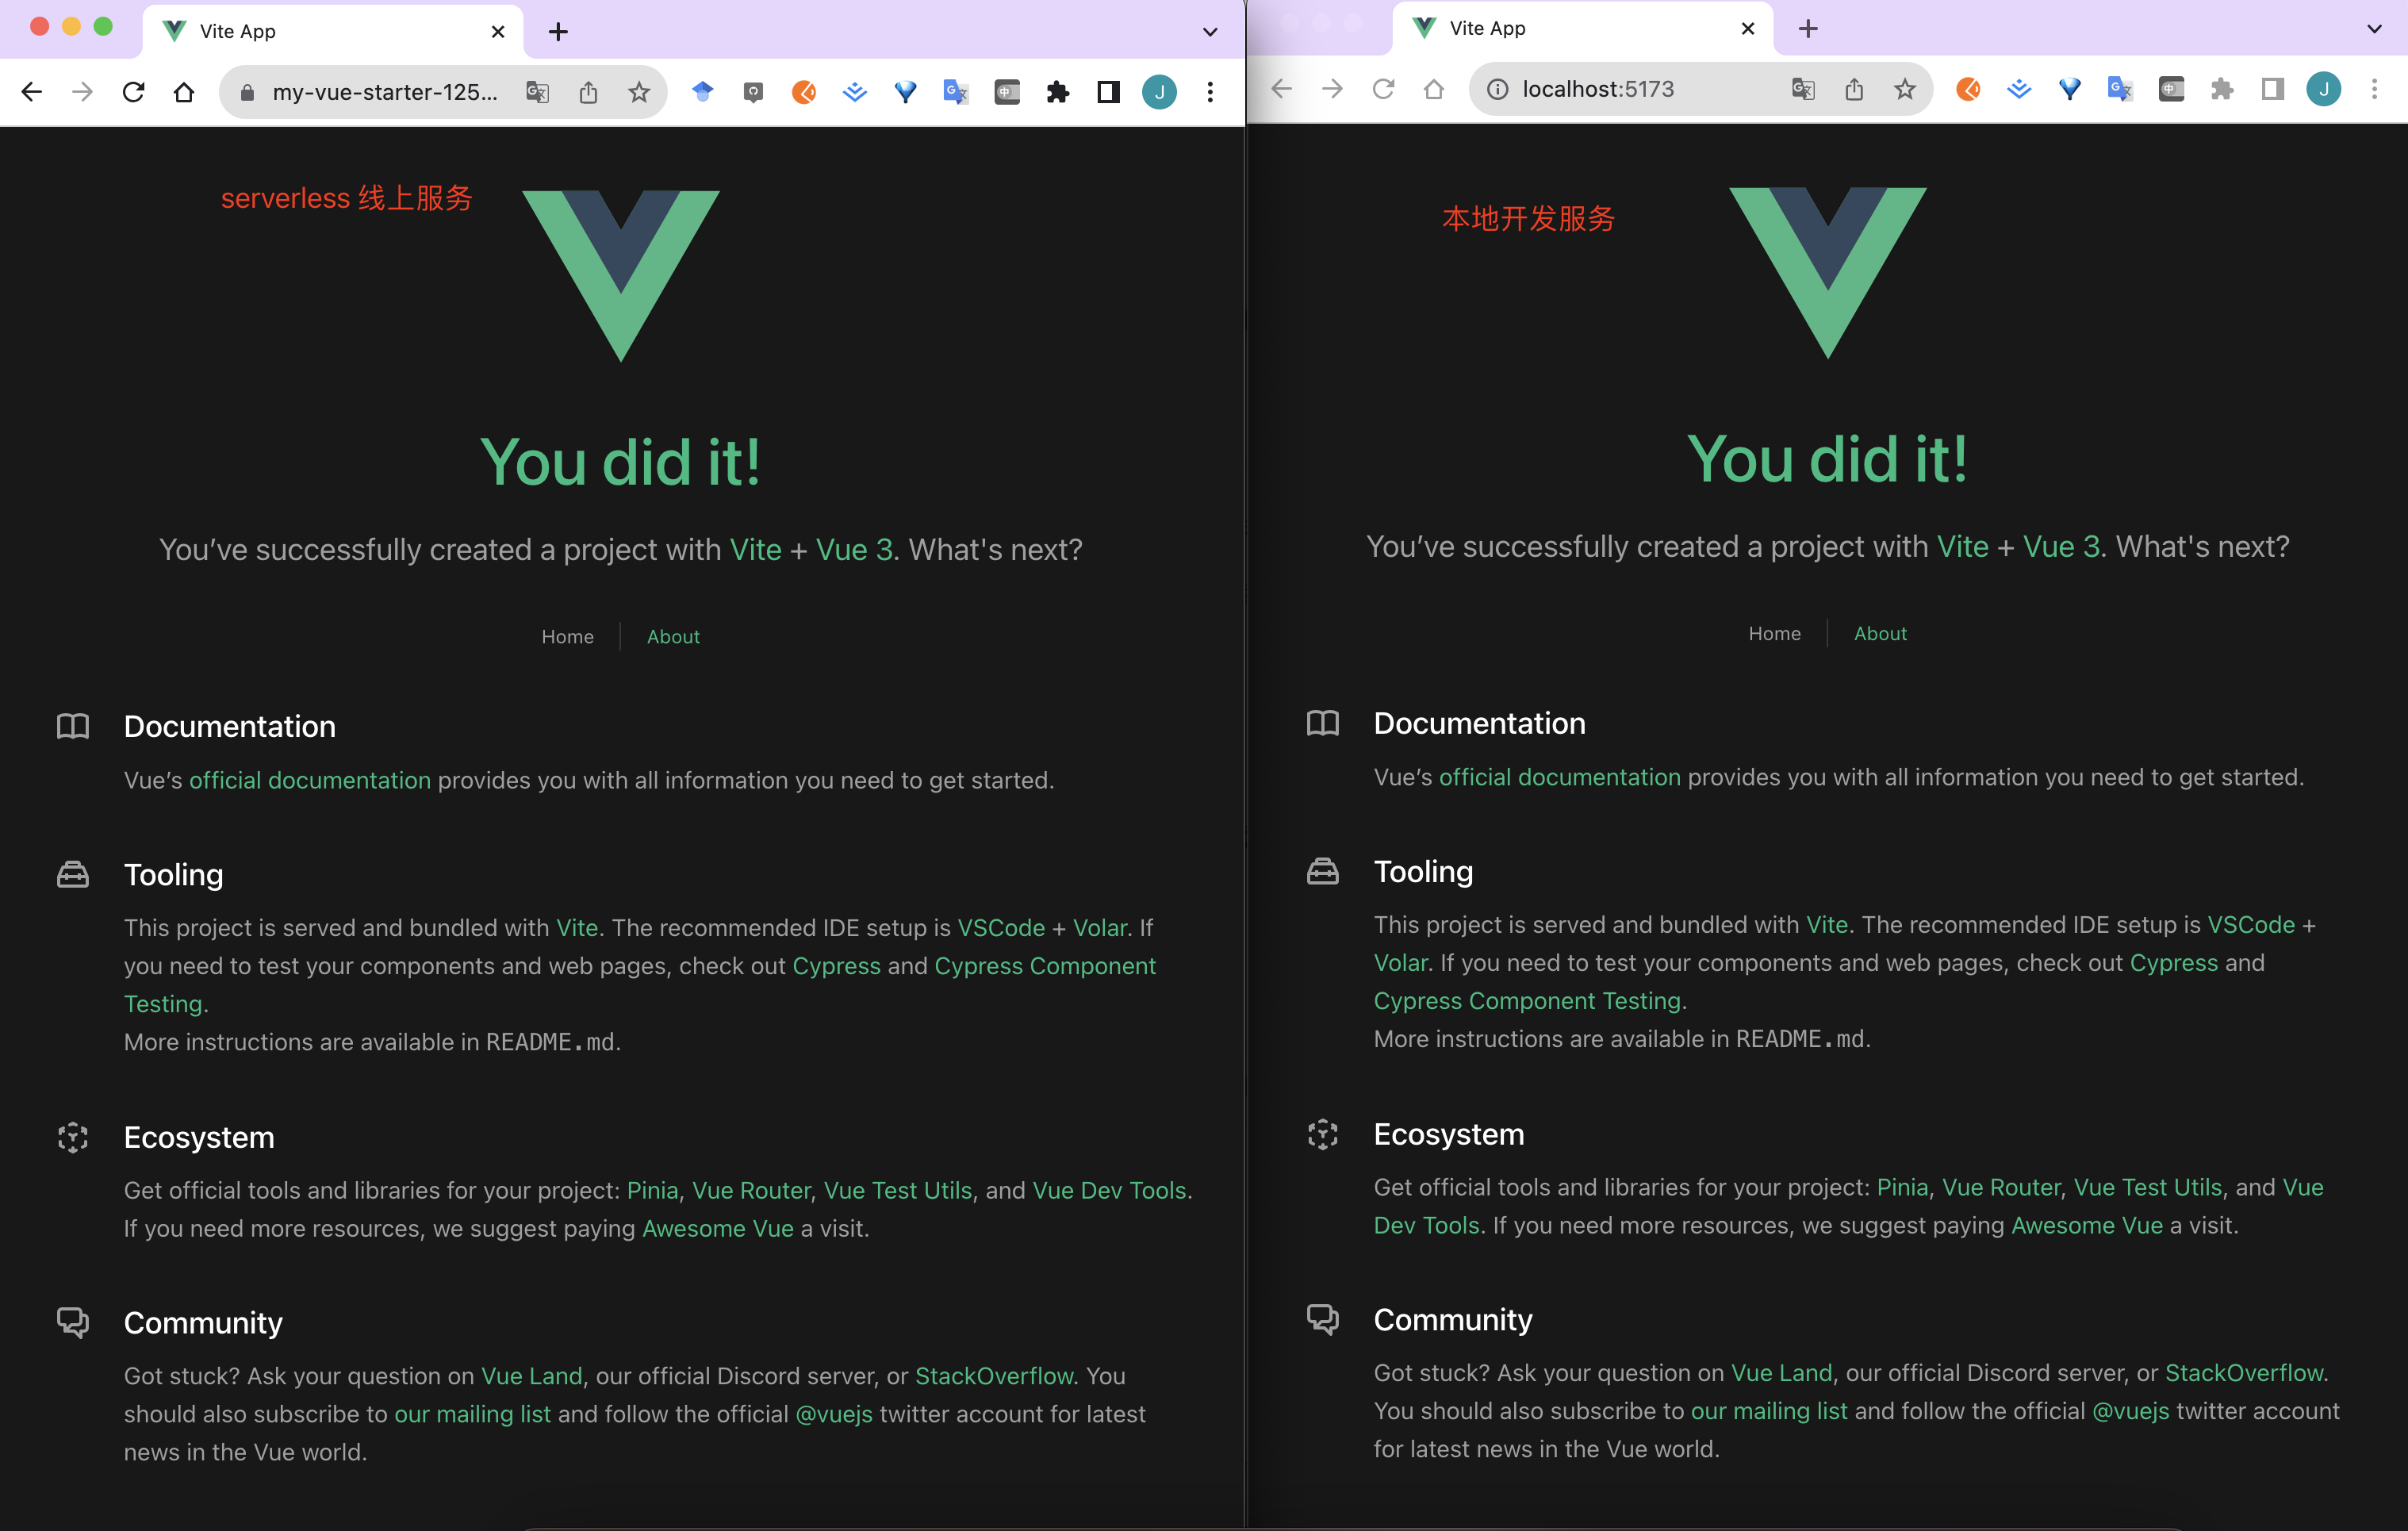 Vite App
my-vue-starter-125...
J
serverless 线上服务
You did it!
You’ve successfully created a project with Vite + Vue 3. What's next?
Home
About
Documentation
Vue’s official documentation provides you with all information you need to get started.
Tooling
This project is served and bundled with Vite. The recommended IDE setup is VSCode + Volar. If
you need to test your components and web pages, check out Cypress and Cypress Component
Testing.
More instructions are available in README.md.
Ecosystem
Get official tools and libraries for your project: Pinia, Vue Router, Vue Test Utils, and Vue Dev Tools.
If you need more resources, we suggest paying Awesome Vue a visit.
Community
Got stuck? Ask your question on Vue Land, our official Discord server, or StackOverflow. You
should also subscribe to our mailing list and follow the official @vuejs twitter account for latest
news in the Vue world.
Vite App
localhost:5173
J
本地开发服务
You did it!
You’ve successfully created a project with Vite + Vue 3. What's next?
Home
About
Documentation
Vue’s official documentation provides you with all information you need to get started.
Tooling
This project is served and bundled with Vite. The recommended IDE setup is VSCode +
Volar. If you need to test your components and web pages, check out Cypress and
Cypress Component Testing.
More instructions are available in README.md.
Ecosystem
Get official tools and libraries for your project: Pinia, Vue Router, Vue Test Utils, and Vue
Dev Tools. If you need more resources, we suggest paying Awesome Vue a visit.
Community
Got stuck? Ask your question on Vue Land, our official Discord server, or StackOverflow.
You should also subscribe to our mailing list and follow the official @vuejs twitter account
for latest news in the Vue world.